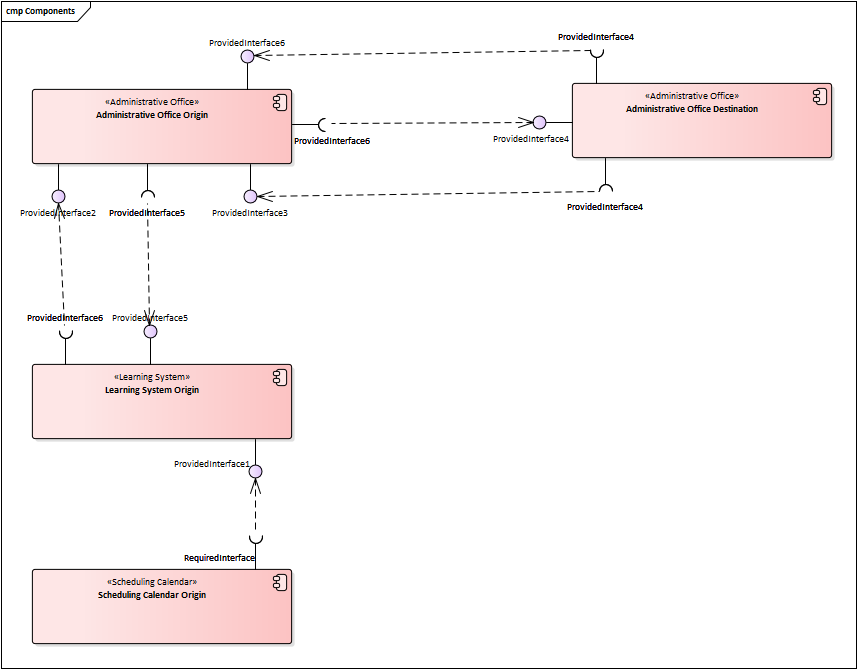 cmp Components
ProvidedInterface6
ProvidedInterface4
«Administrative Office»
Administrative Office Origin
«Administrative Office»
Administrative Office Destination
ProvidedInterface6
ProvidedInterface4
ProvidedInterface2
ProvidedInterface5
ProvidedInterface3
ProvidedInterface4
ProvidedInterface6
ProvidedInterface5
«Learning System»
Learning System Origin
ProvidedInterface1
RequiredInterface
«Scheduling Calendar»
Scheduling Calendar Origin